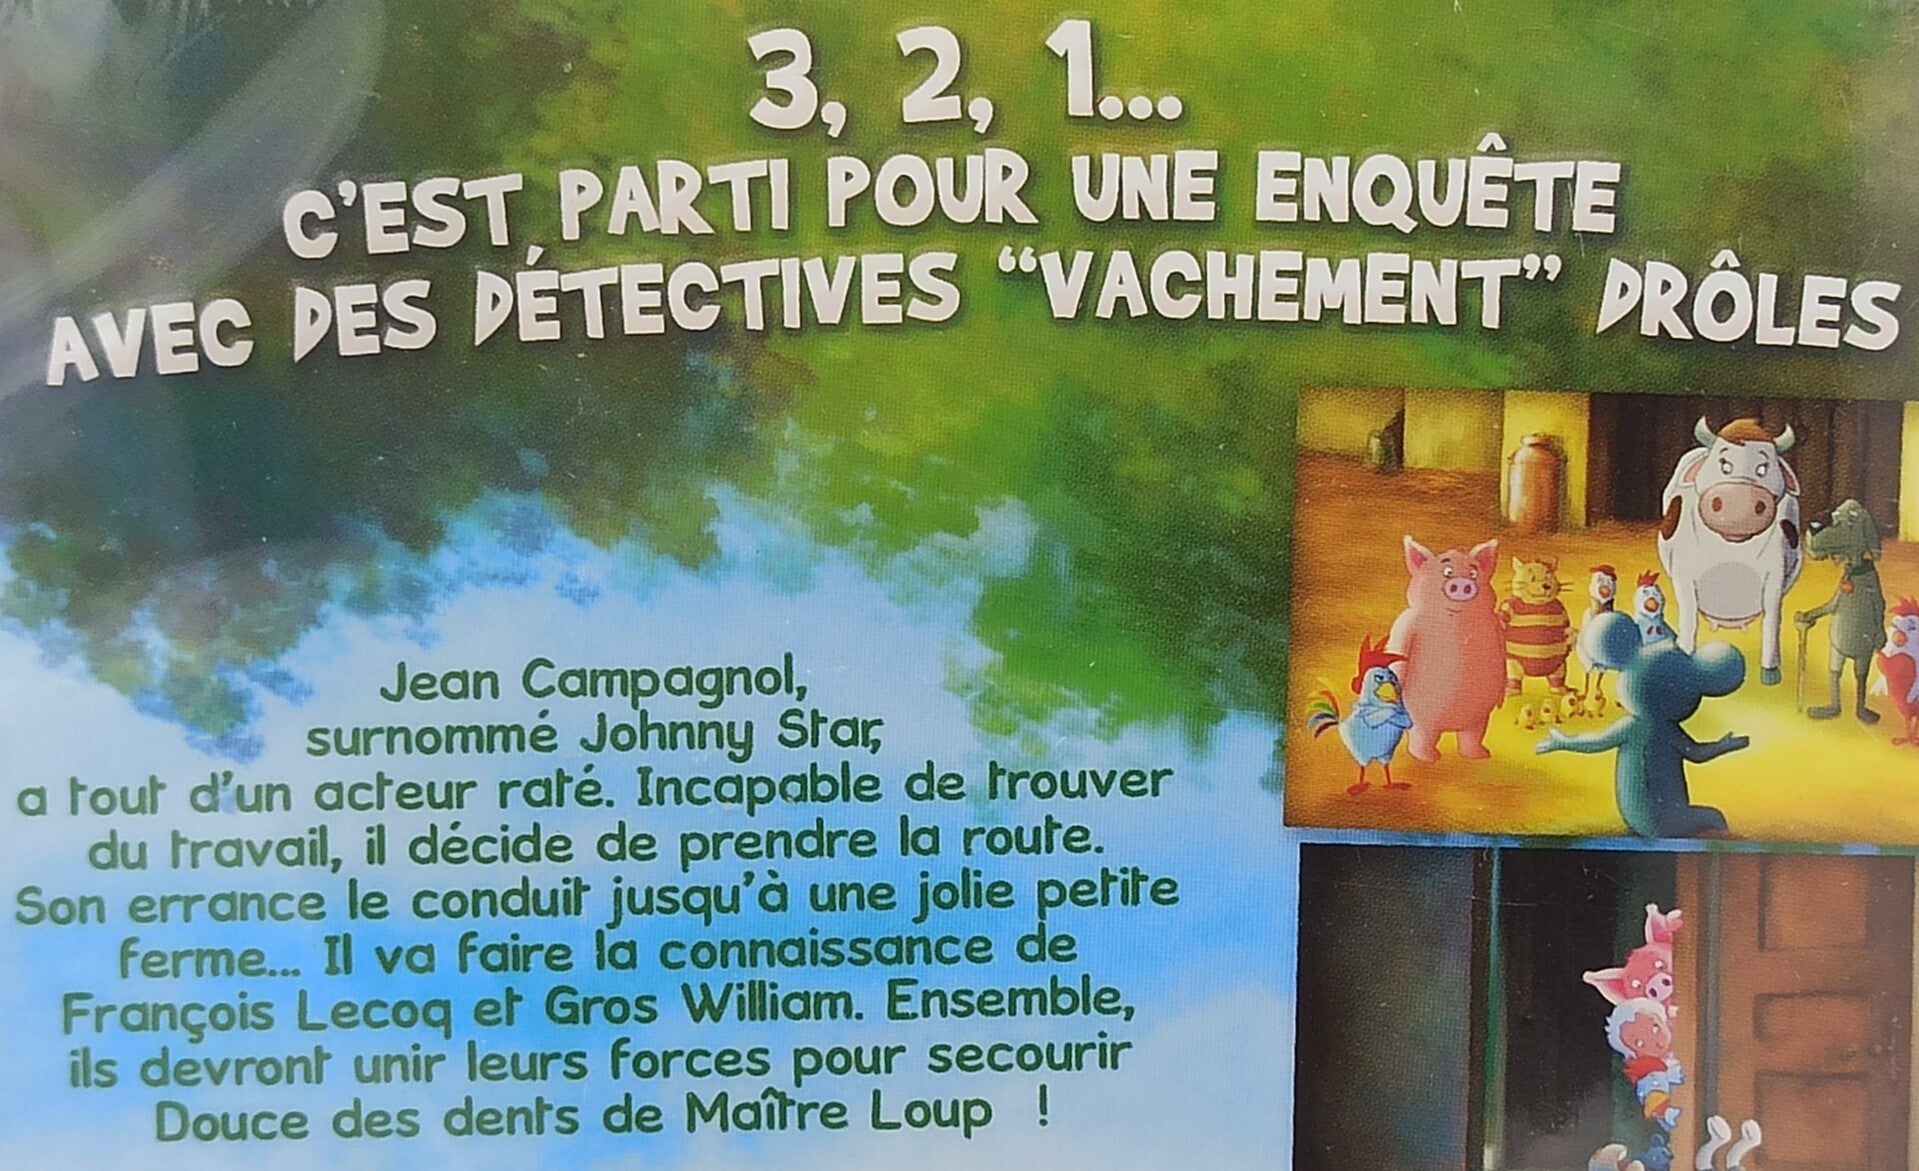 3, 2, 1...
C'EST PARTI POUR UNE ENQUÊTE
AVEC DES DÉTECTIVES “VACHEMENT” DRÔLES
Jean Campagnol,
surnommé Johnny Star,
a tout d'un acteur raté. Incapable de trouver
du travail, il décide de prendre la route.
Son errance le conduit jusqu'à une jolie petite
ferme... Il va faire la connaissance de
François Lecoq et Gros William. Ensemble,
ils devront unir leurs forces pour secourir
Douce des dents de Maître Loup !